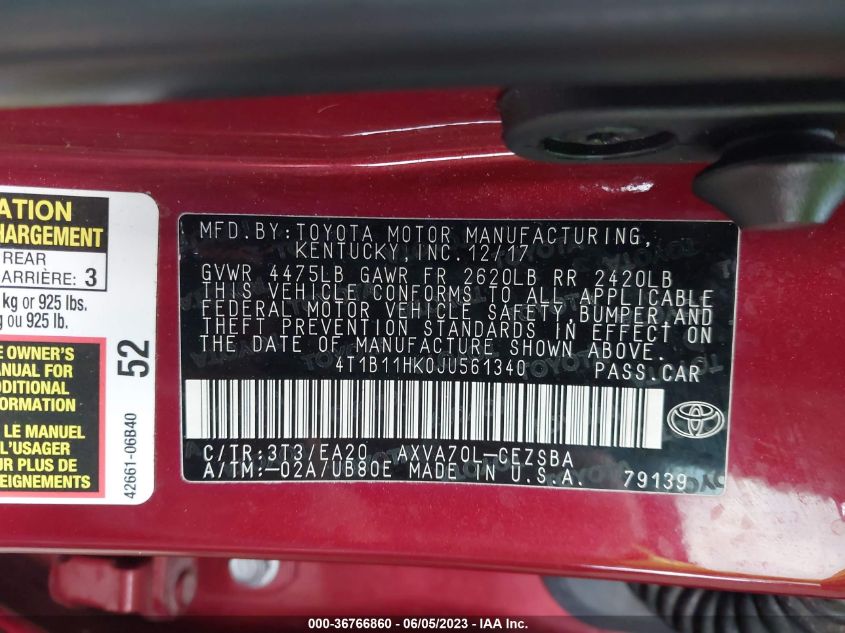 ATION
HARGEMENT
REAR
ARRIÈRE: 3
kg or 925 lbs.
g ou 925 lb.
E OWNER'S
MANUAL FOR
DDITIONAL
FORMATION
LE MANUEL
L'USAGER
UR PLUS DE
EIGNEMENTS
52
42661-06B40
MFD.BY:TOYOTA MOTOR MANUFACTURING,
KENTUCKY, INC.12/17
GVWR 4475LB GAWR FR 2620LB RR 2420LB
THIS VEHICLE CONFORMS TO ALL APPLICABLE
FEDERAL MOTOR VEHICLE SAFETY,BUMPER,AND
THEFT PREVENTION STANDARDS IN EFFECT ON
THE DATE OF MANUFACTURE SHOWN ABOVE.
4T1B11HK0JU561340 PASS.CAR
C/TR:3T3/EA20 AXVA70L-CEZSBA
A/TM:-02A/UB80E MADE IN U.S.A. 79139
000-36766860 - 06/05/2023 - IAA Inc.